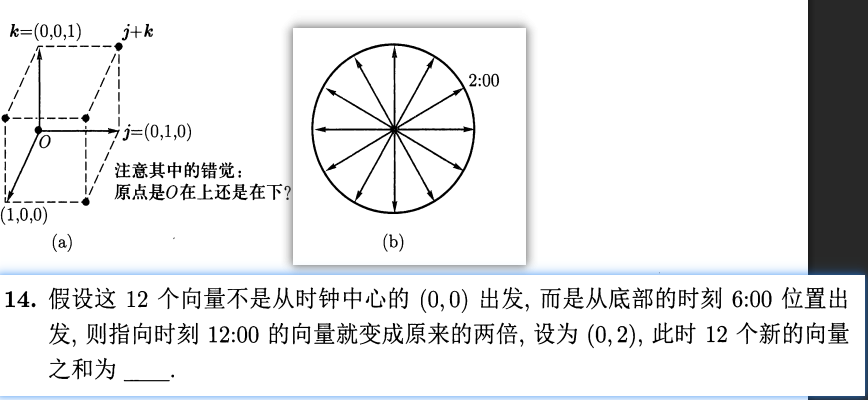 k=(0,0,1)
j+k
2:00
O
j=(0,1,0)
注意其中的错觉:
原点是O在上还是在下?
(1,0,0)
(a)
(b)
14. 假设这 12 个向量不是从时钟中心的 (0,0) 出发, 而是从底部的时刻 6:00 位置出
发, 则指向时刻 12:00 的向量就变成原来的两倍, 设为 (0,2), 此时 12 个新的向量
之和为 ____.